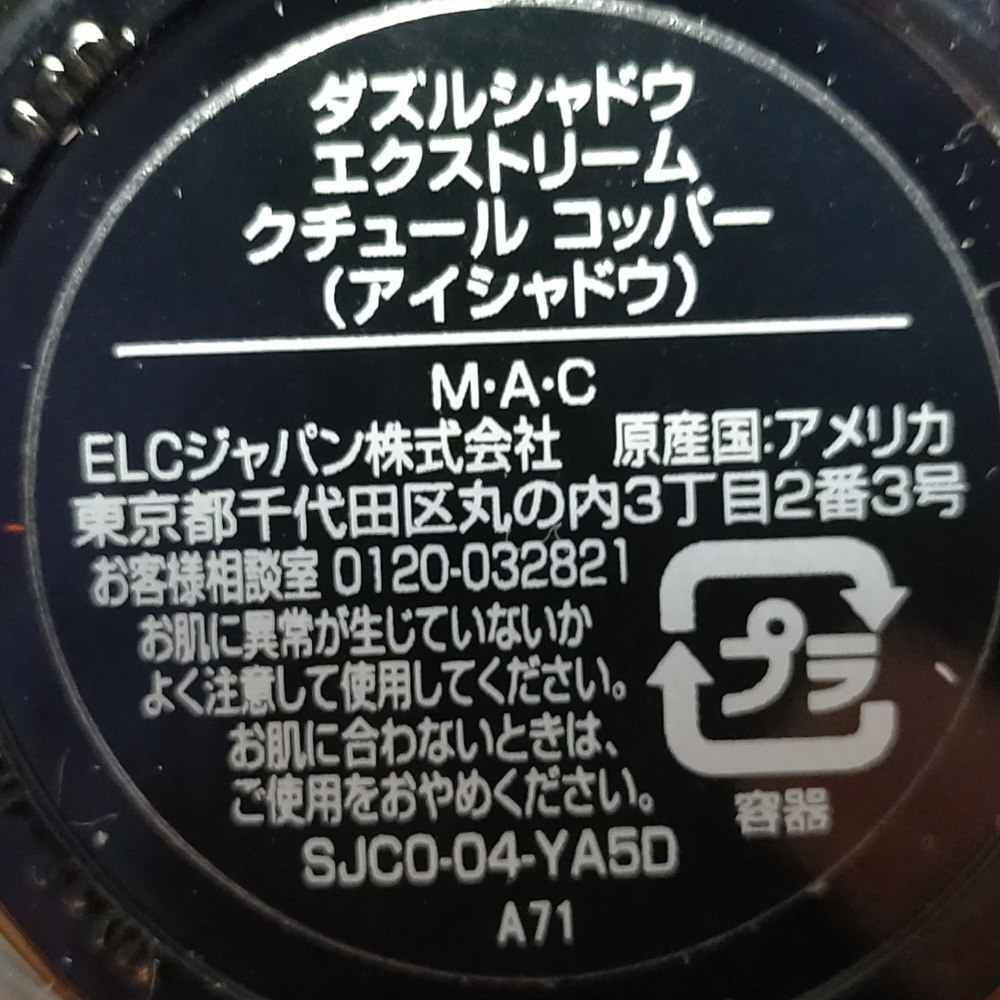 ダズルシャドウ
エクストリーム
クチュール コッパー
(アイシャドウ)
M・A・C
ELCジャパン株式会社　原産国:アメリカ
東京都千代田区丸の内3丁目2番3号
お客様相談室 0120-032821
お肌に異常が生じていないか
よく注意して使用してください。
お肌に合わないときは、
ご使用をおやめください。
プラ
容器
SJC0-04-YA5D
A71